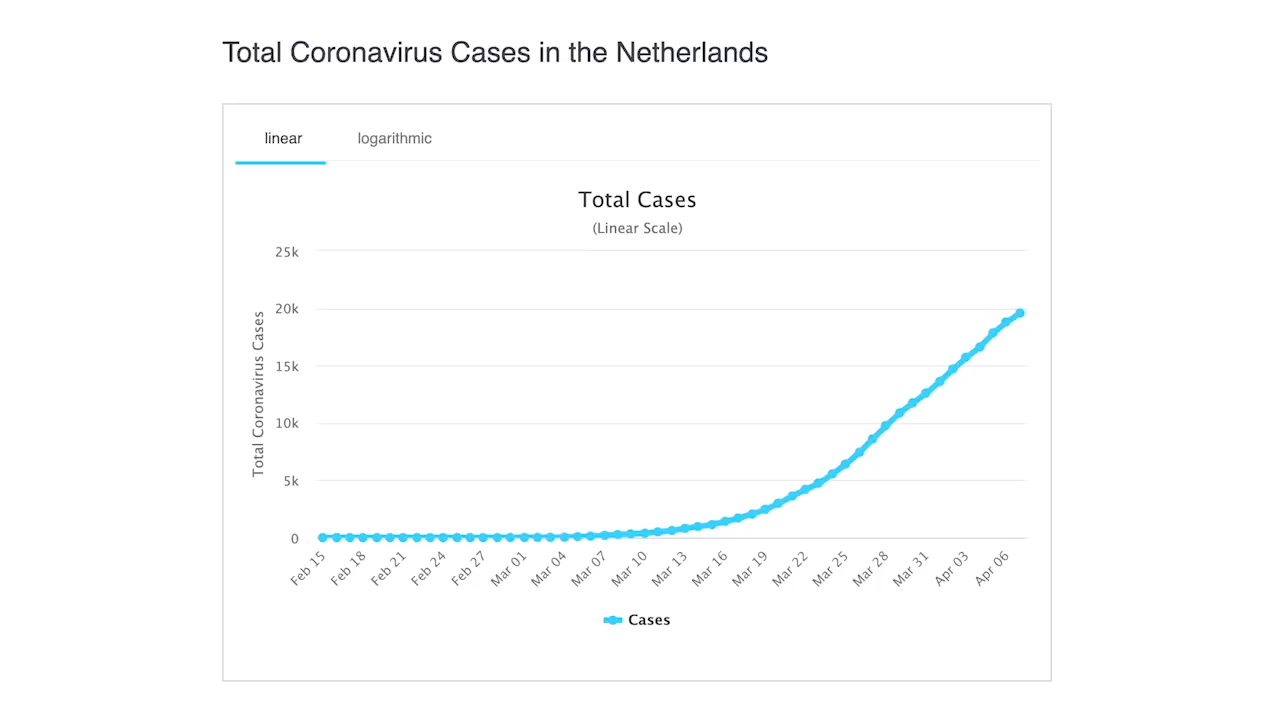 Total Coronavirus Cases in the Netherlands
linear logarithmic
Total Cases
(Linear Scale)
Total Coronavirus Cases
25k
20k
15k
10k
5k
0
Feb 15 Feb 18 Feb 21 Feb 24 Feb 27 Mar 01 Mar 04 Mar 07 Mar 10 Mar 13 Mar 16 Mar 19 Mar 22 Mar 25 Mar 28 Mar 31 Apr 03 Apr 06
Cases